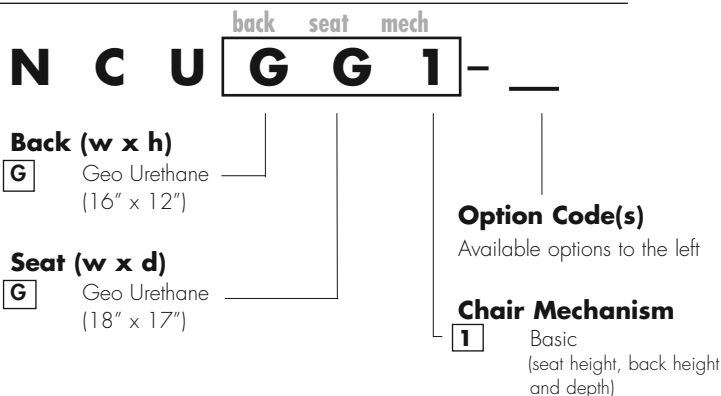 back seat mech
N C U G G 1 – __
Back (w x h)
G Geo Urethane
(16” x 12”)
Seat (w x d)
G Geo Urethane
(18” x 17”)
Option Code(s)
Available options to the left
Chair Mechanism
1 Basic
(seat height, back height
and depth)